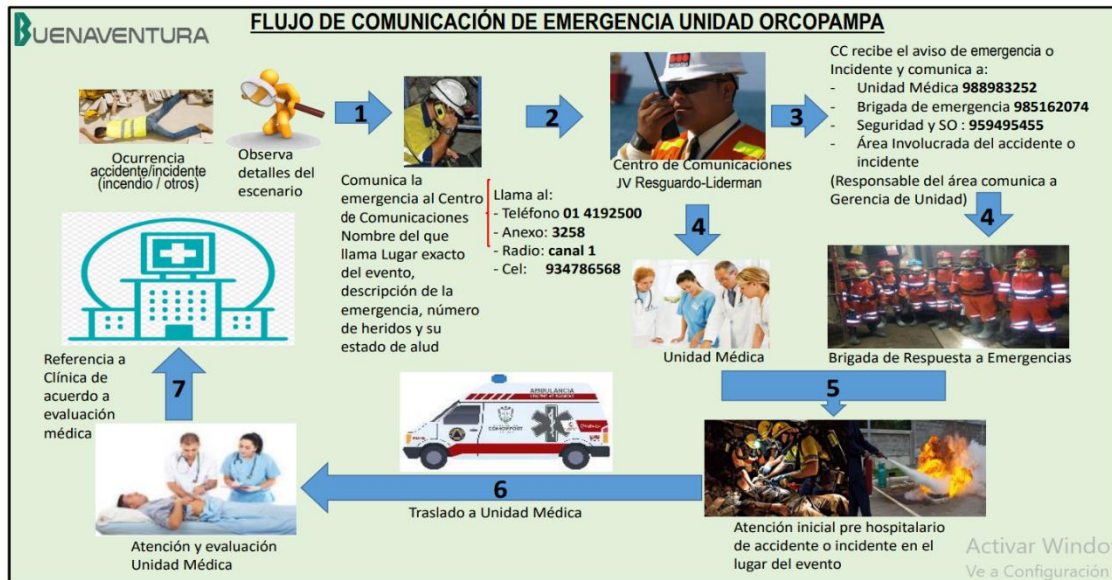 BUENAVENTURA
FLUJO DE COMUNICACIÓN DE EMERGENCIA UNIDAD ORCOPAMPA
Ocurrencia
accidente/incidente
(incendio / otros)
Observa
detalles del
escenario
1
Comunica la
emergencia al Centro
de Comunicaciones
Nombre del que
llama Lugar exacto
del evento,
descripción de la
emergencia, número
de heridos y su
estado de alud
Llama al:
- Teléfono 01 4192500
- Anexo: 3258
- Radio: canal 1
- Cel: 934786568
2
Centro de Comunicaciones
JV Resguardo-Liderman
3
CC recibe el aviso de emergencia o
Incidente y comunica a:
- Unidad Médica 988983252
- Brigada de emergencia 985162074
- Seguridad y SO : 959495455
- Área Involucrada del accidente o
incidente
(Responsable del área comunica a
Gerencia de Unidad)
4
Unidad Médica
4
Brigada de Respuesta a Emergencias
5
Atención inicial pre hospitalario
de accidente o incidente en el
lugar del evento
AMBULANCIA
6
Traslado a Unidad Médica
Atención y evaluación
Unidad Médica
7
Referencia a
Clínica de
acuerdo a
evaluación
médica
Activar Windo
Ve a Configuración